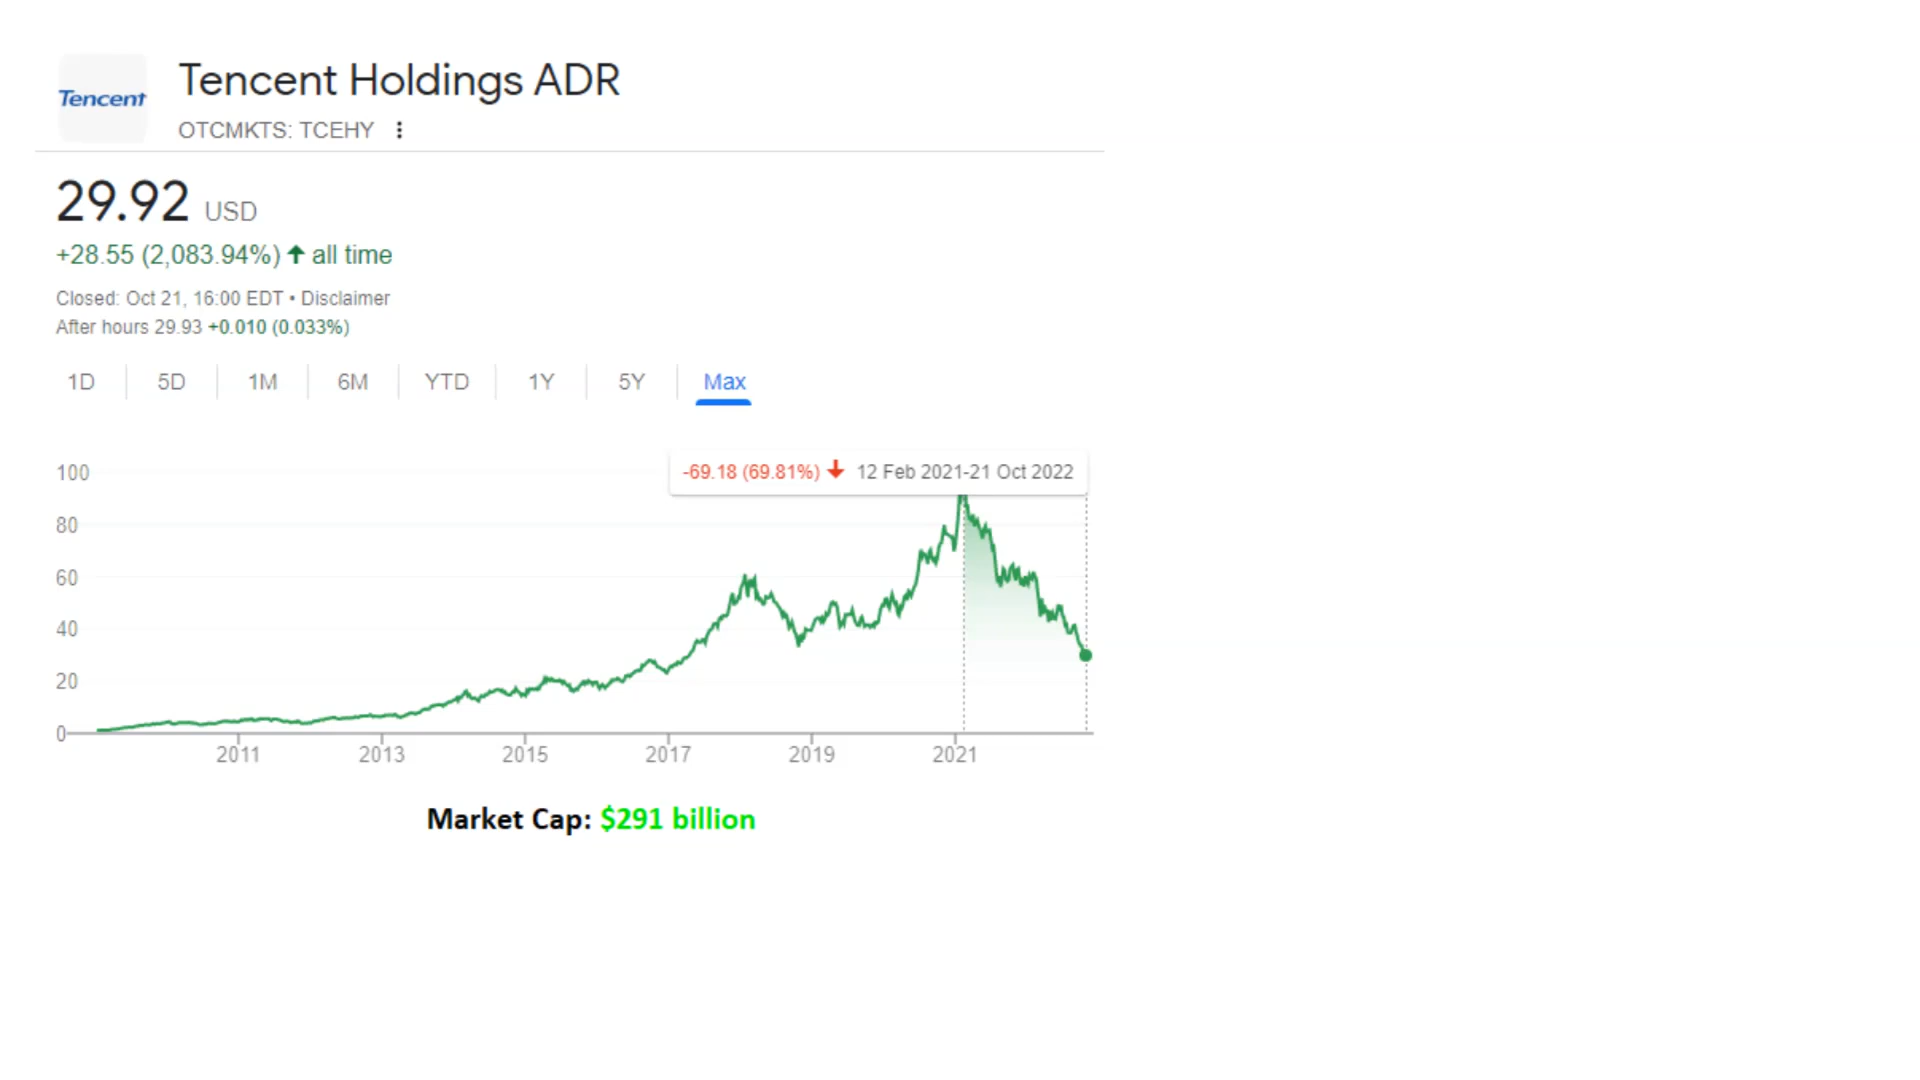 Tencent
Tencent Holdings ADR
OTCMKTS: TCEHY
29.92 USD
+28.55 (2,083.94%) all time
Closed: Oct 21, 16:00 EDT • Disclaimer
After hours 29.93 +0.010 (0.033%)
1D 5D 1M 6M YTD 1Y 5Y Max
-69.18 (69.81%) 12 Feb 2021-21 Oct 2022
100
80
60
40
20
0
2011 2013 2015 2017 2019 2021
Market Cap: $291 billion